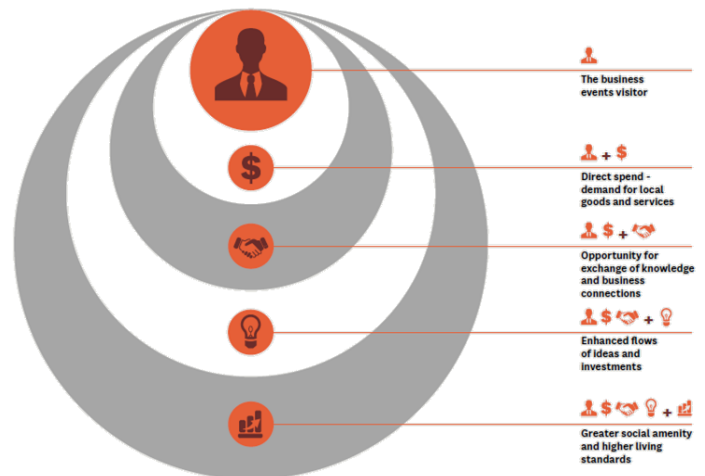 The business
events visitor
$
+ $
Direct spend -
demand for local
goods and services
$ +
Opportunity for
exchange of knowledge
and business
connections
$ +
Enhanced flows
of ideas and
investments
$ +
Greater social amenity
and higher living
standards